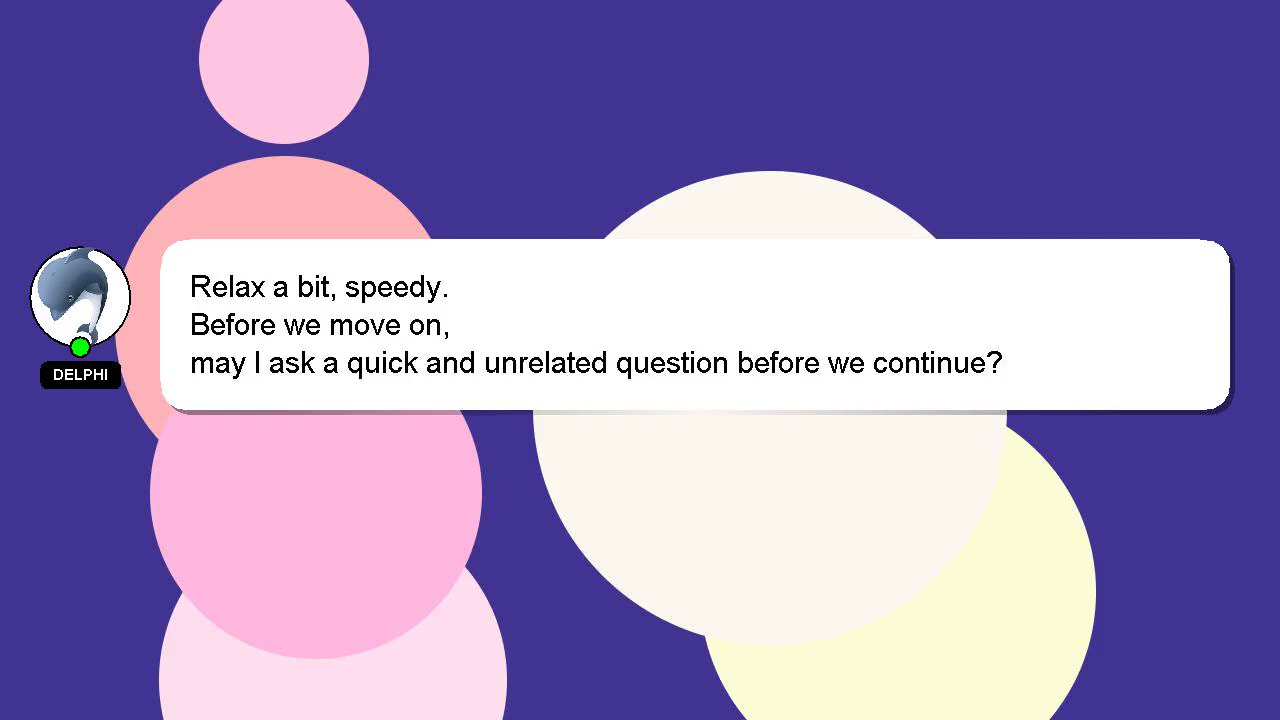 Relax a bit, speedy.
Before we move on,
may I ask a quick and unrelated question before we continue?
DELPHI